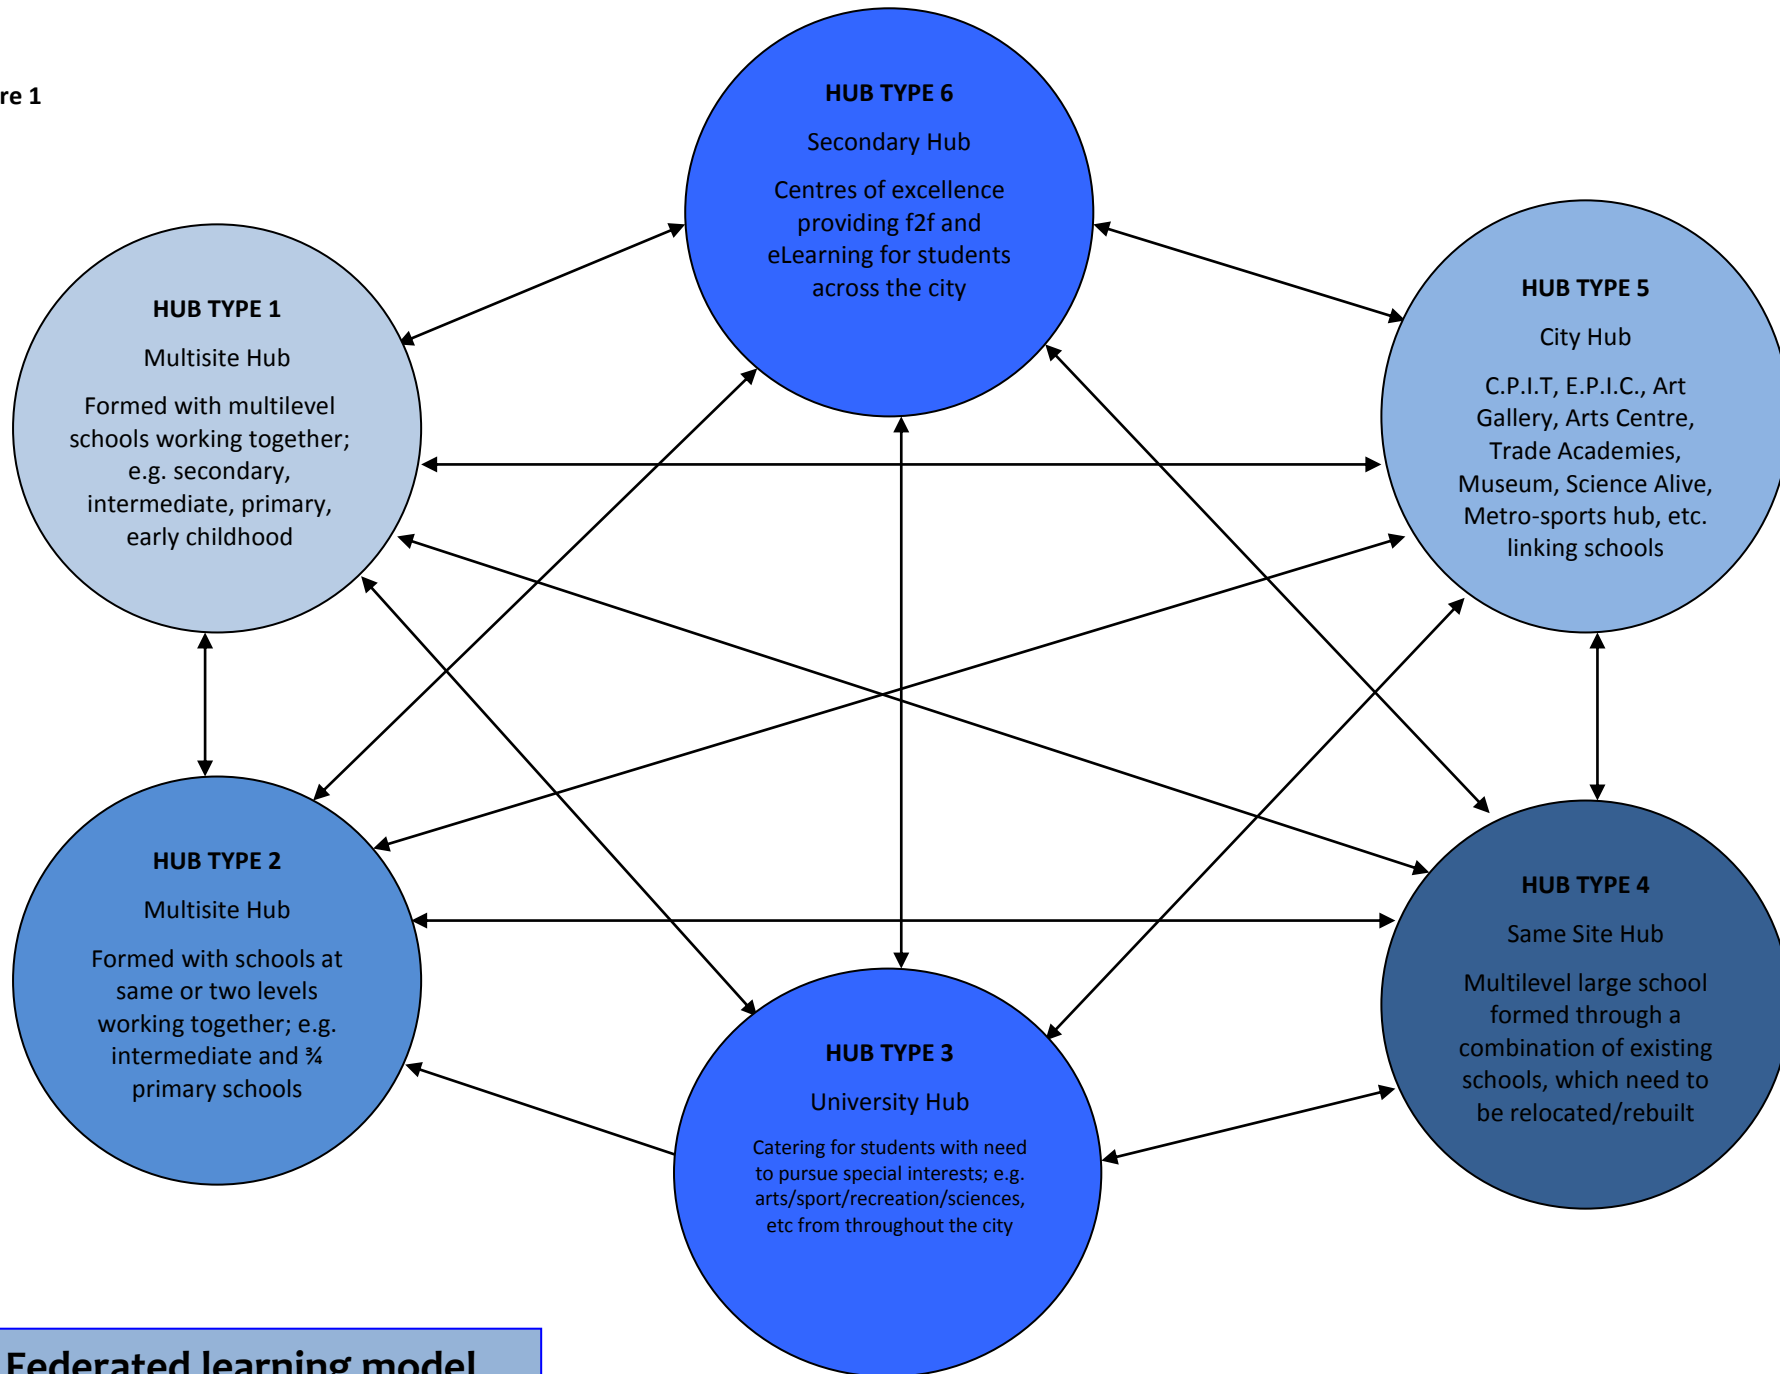 re 1
HUB TYPE 6
Secondary Hub
Centres of excellence
providing f2f and
eLearning for students
across the city
HUB TYPE 1
Multisite Hub
Formed with multilevel
schools working together;
e.g. secondary,
intermediate, primary,
early childhood
HUB TYPE 5
City Hub
C.P.I.T, E.P.I.C., Art
Gallery, Arts Centre,
Trade Academies,
Museum, Science Alive,
Metro-sports hub, etc.
linking schools
HUB TYPE 2
Multisite Hub
Formed with schools at
same or two levels
working together; e.g.
intermediate and ¾
primary schools
HUB TYPE 4
Same Site Hub
Multilevel large school
formed through a
combination of existing
schools, which need to
be relocated/rebuilt
HUB TYPE 3
University Hub
Catering for students with need
to pursue special interests; e.g.
arts/sport/recreation/sciences,
etc from throughout the city
Federated learning model